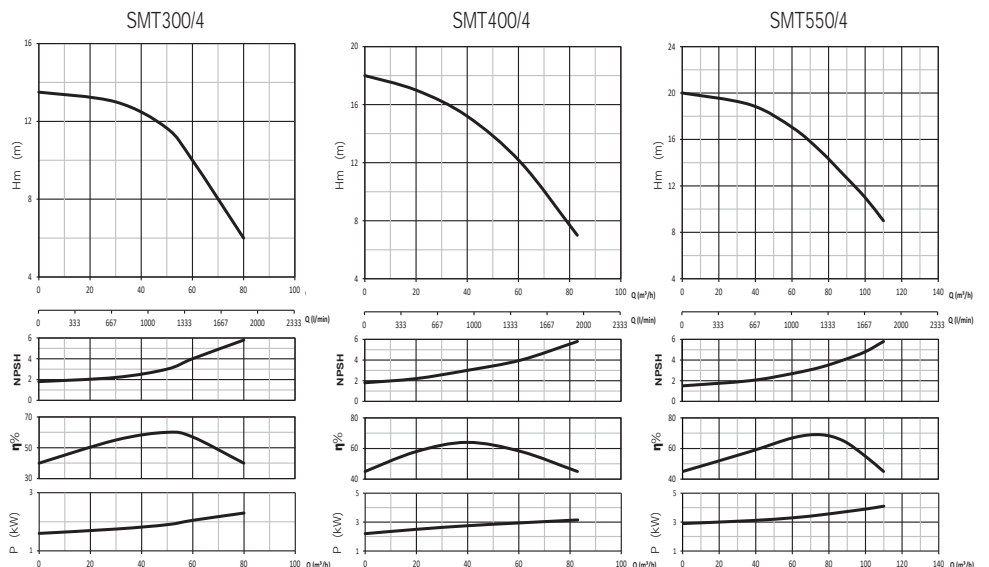 SMT300/4
16
12
8
4
Hm (m)
0 20 40 60 80 100
0 333 667 1000 1333 1667 2000 2333 Q (l/min)
6
4
2
0
NPSH
70
50
30
η%
3
1
P (kW)
0 20 40 60 80 100 Q (m³/h)
SMT400/4
20
16
12
8
4
Hm (m)
0 20 40 60 80 100 Q (m³/h)
0 333 667 1000 1333 1667 2000 2333 Q (l/min)
6
4
2
0
NPSH
80
60
40
η%
5
3
1
P (kW)
0 20 40 60 80 100 Q (m³/h)
SMT550/4
24
20
16
12
8
4
Hm (m)
0 20 40 60 80 100 120 140 Q (m³/h)
0 333 667 1000 1333 1667 2000 2333 Q (l/min)
6
4
2
0
NPSH
80
60
40
η%
5
3
1
P (kW)
0 20 40 60 80 100 120 140 Q (m³/h)